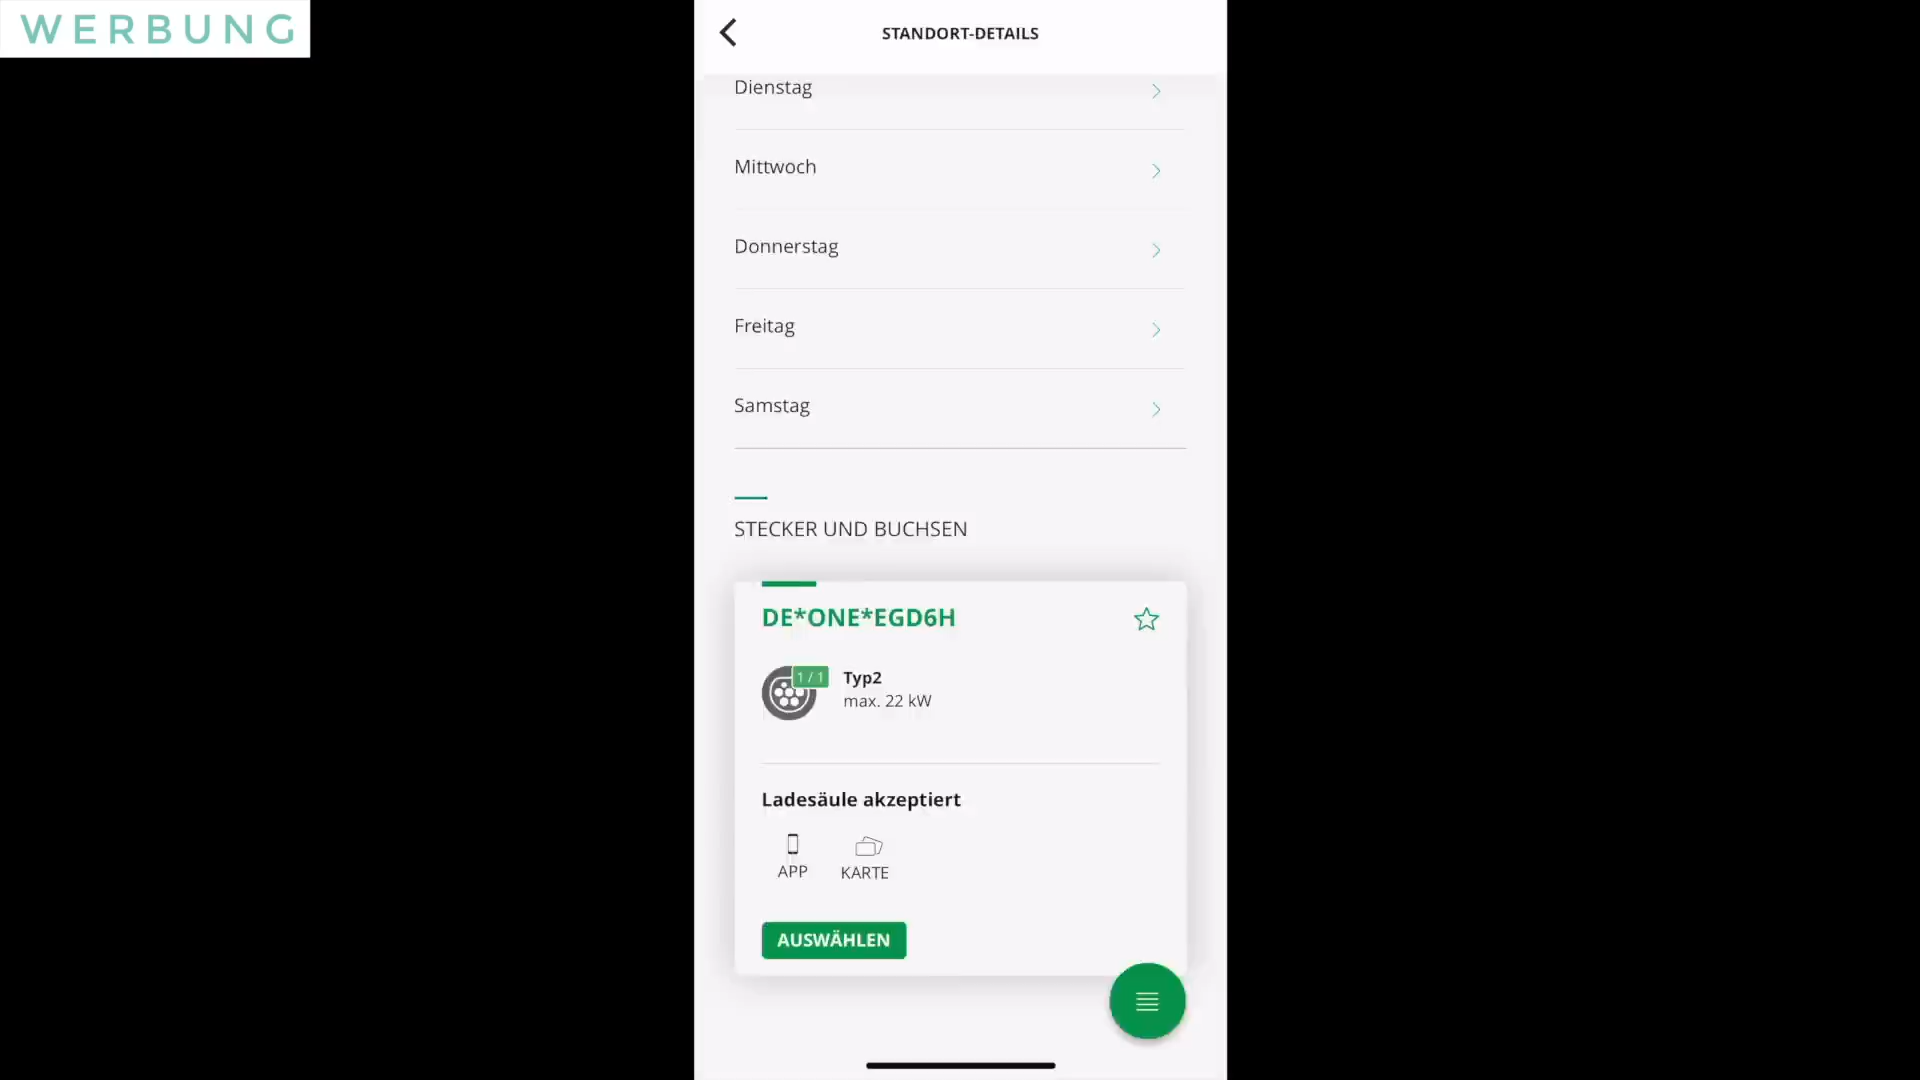 WERBUNG
STANDORT-DETAILS
Dienstag
Mittwoch
Donnerstag
Freitag
Samstag
STECKER UND BUCHSEN
DE*ONE*EGD6H
1 / 1
Typ2
max. 22 kW
Ladesäule akzeptiert
APP KARTE
AUSWÄHLEN